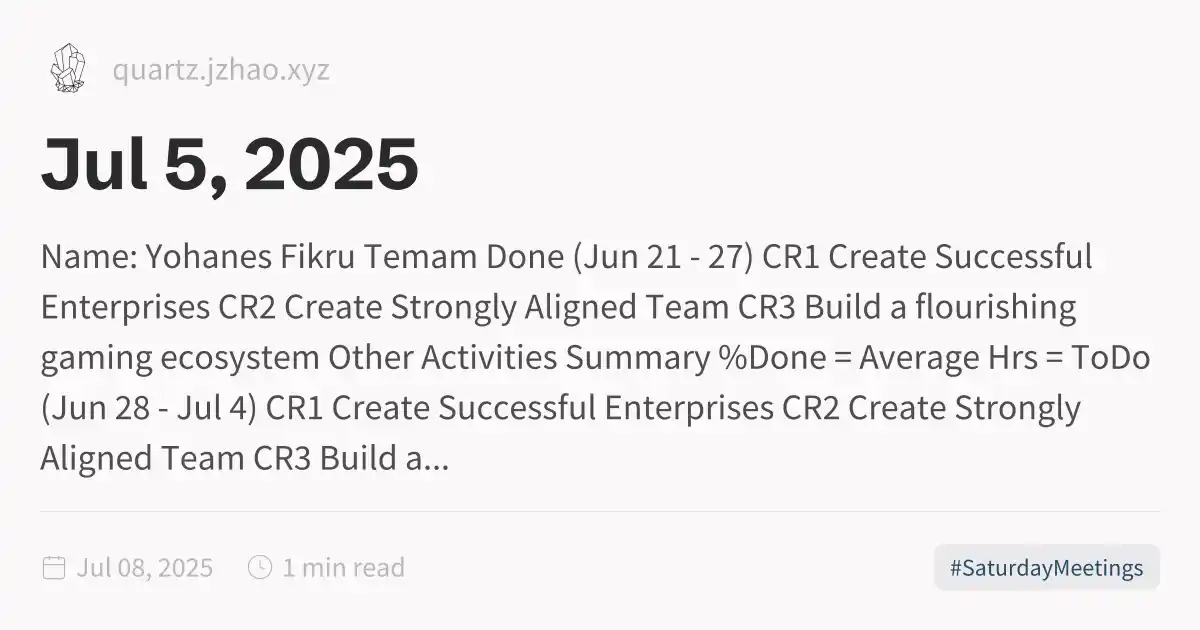 quartz.jzhao.xyz
Jul 5, 2025
Name: Yohanes Fikru Temam Done (Jun 21 - 27) CR1 Create Successful
Enterprises CR2 Create Strongly Aligned Team CR3 Build a flourishing
gaming ecosystem Other Activities Summary %Done = Average Hrs = ToDo
(Jun 28 - Jul 4) CR1 Create Successful Enterprises CR2 Create Strongly
Aligned Team CR3 Build a...
Jul 08, 2025 1 min read #SaturdayMeetings